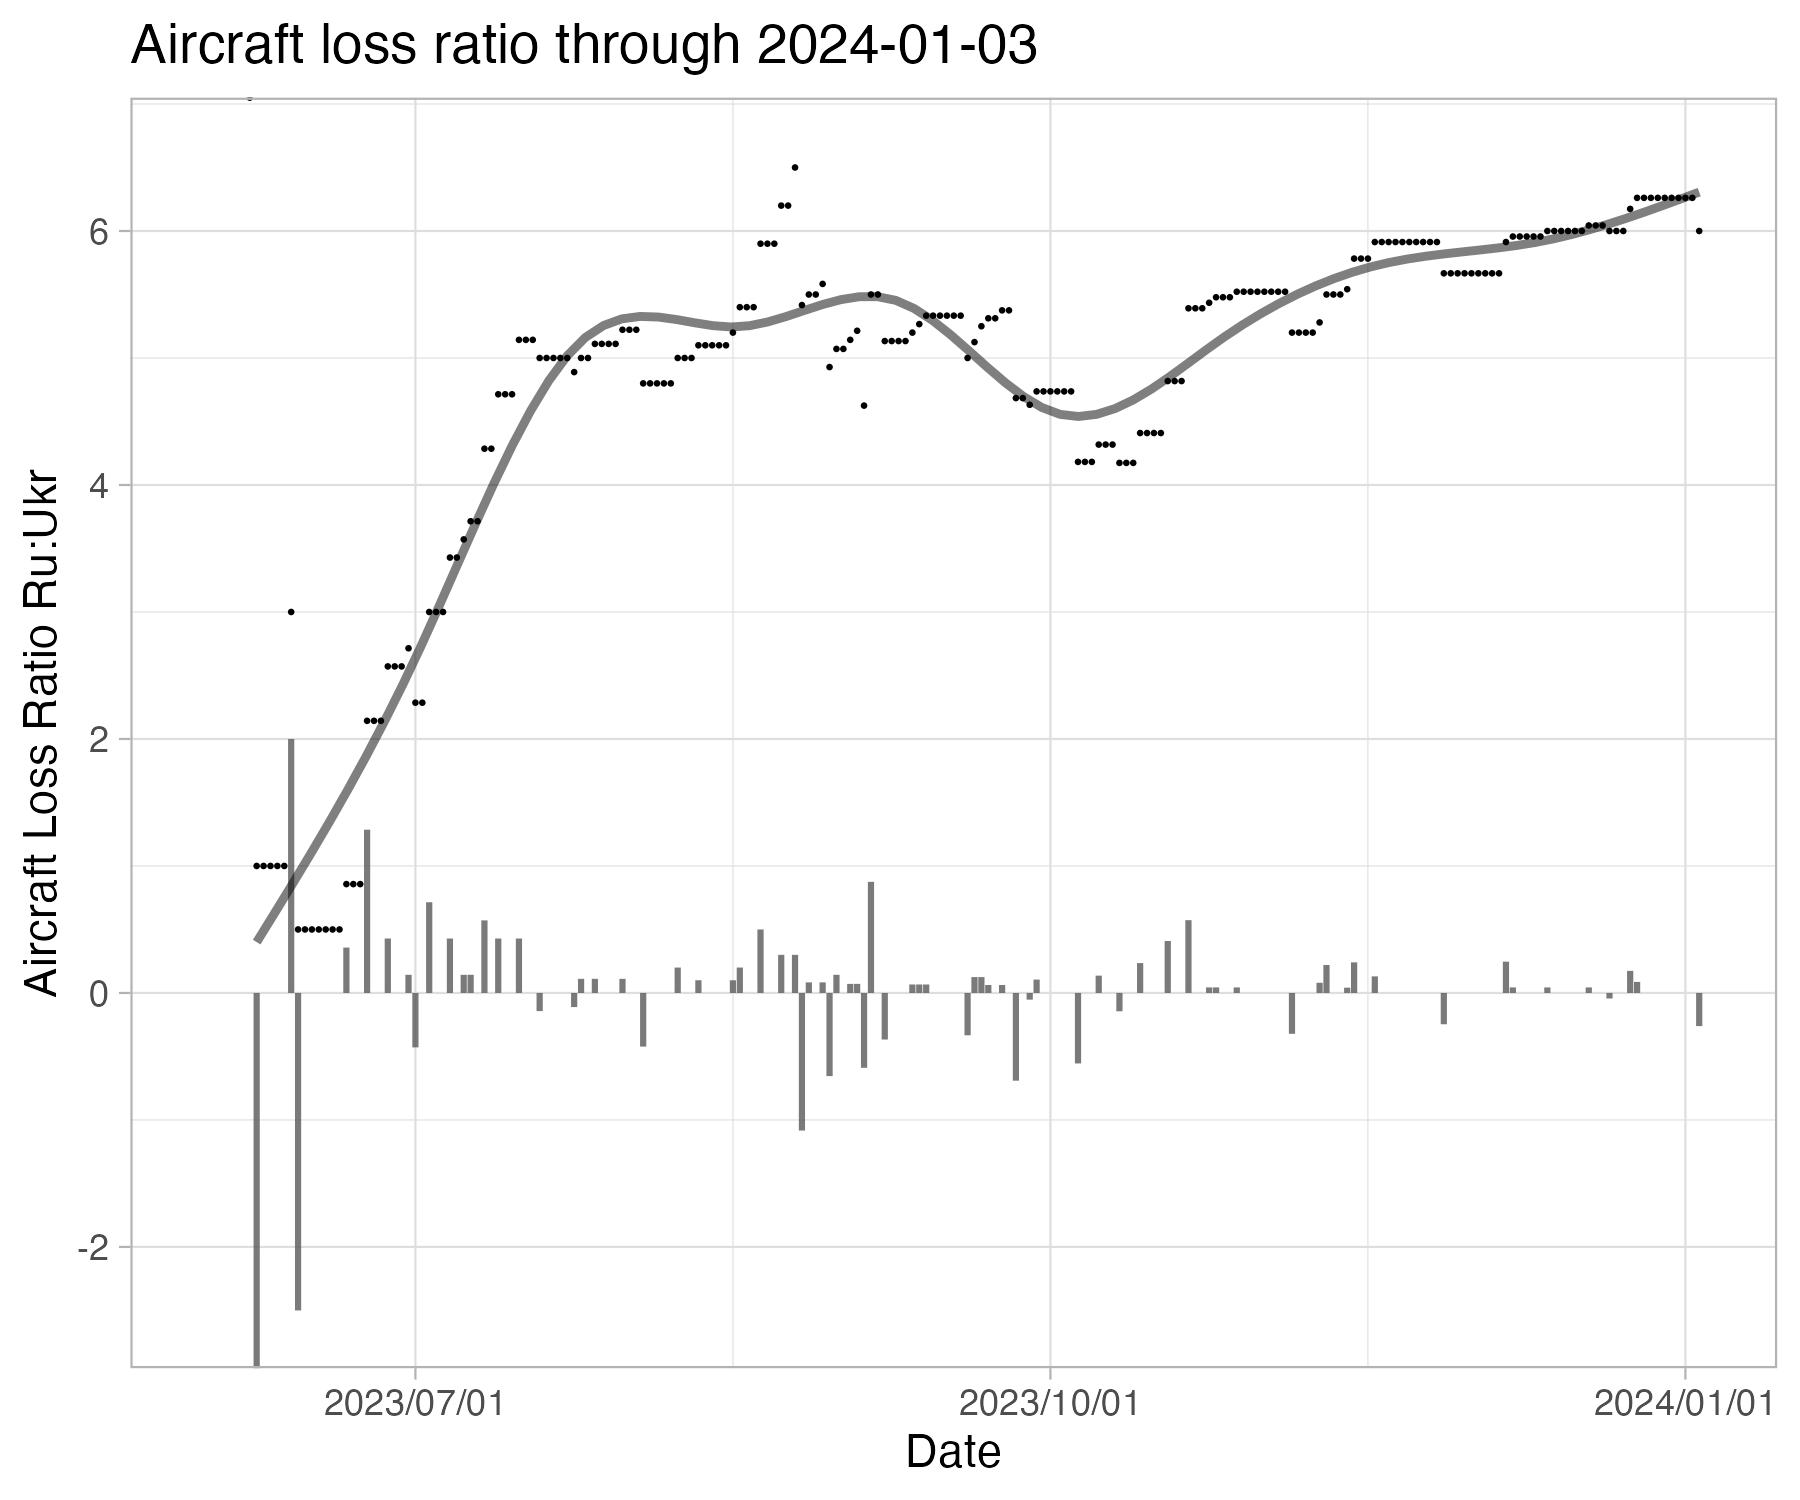 Aircraft loss ratio through 2024-01-03
Aircraft Loss Ratio Ru:Ukr
6
4
2
0
-2
2023/07/01
2023/10/01
2024/01/01
Date